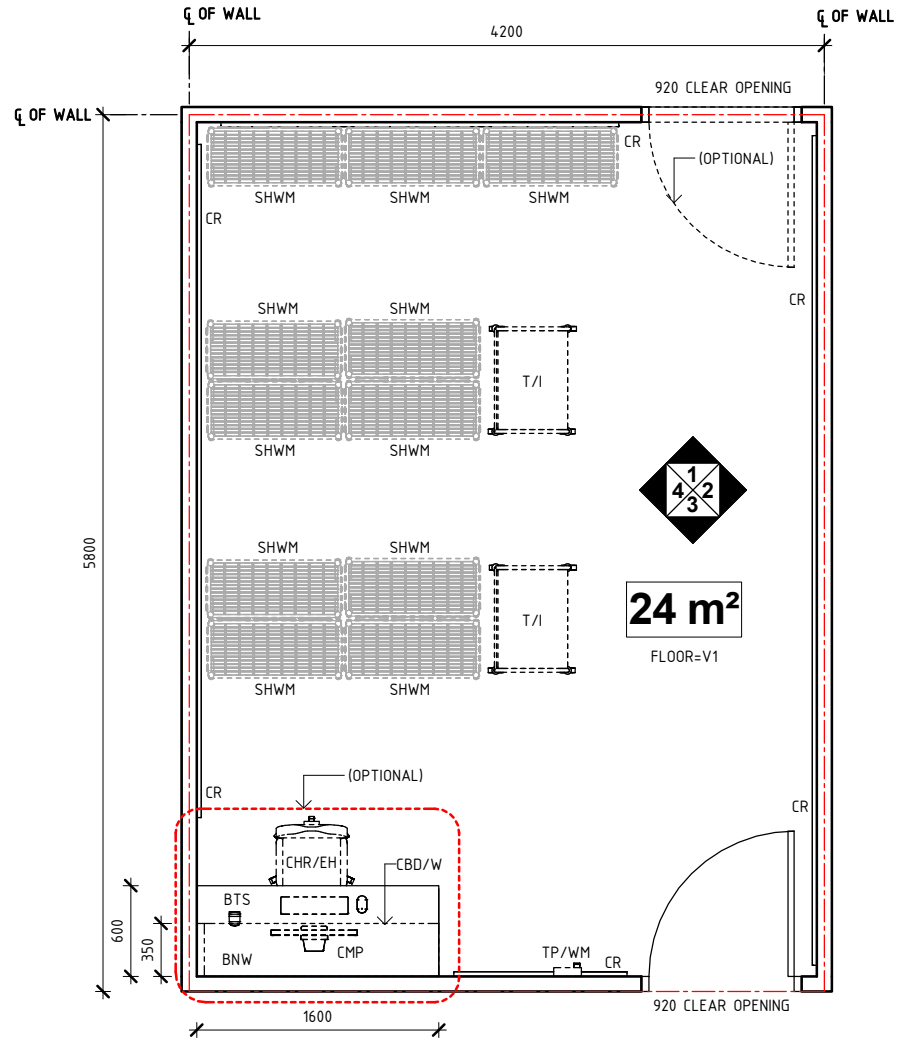 ℄ OF WALL
℄ OF WALL
4200
920 CLEAR OPENING
℄ OF WALL
CR
(OPTIONAL)
SHWM SHWM SHWM
CR
CR
SHWM SHWM
T/I
SHWM SHWM
1
4 2
3
5800
SHWM SHWM
24 m²
T/I
FLOOR=V1
SHWM SHWM
(OPTIONAL)
CR
CR
CHR/EH
CBD/W
BTS
600
350
BNW
CMP
TP/WM
CR
920 CLEAR OPENING
1600